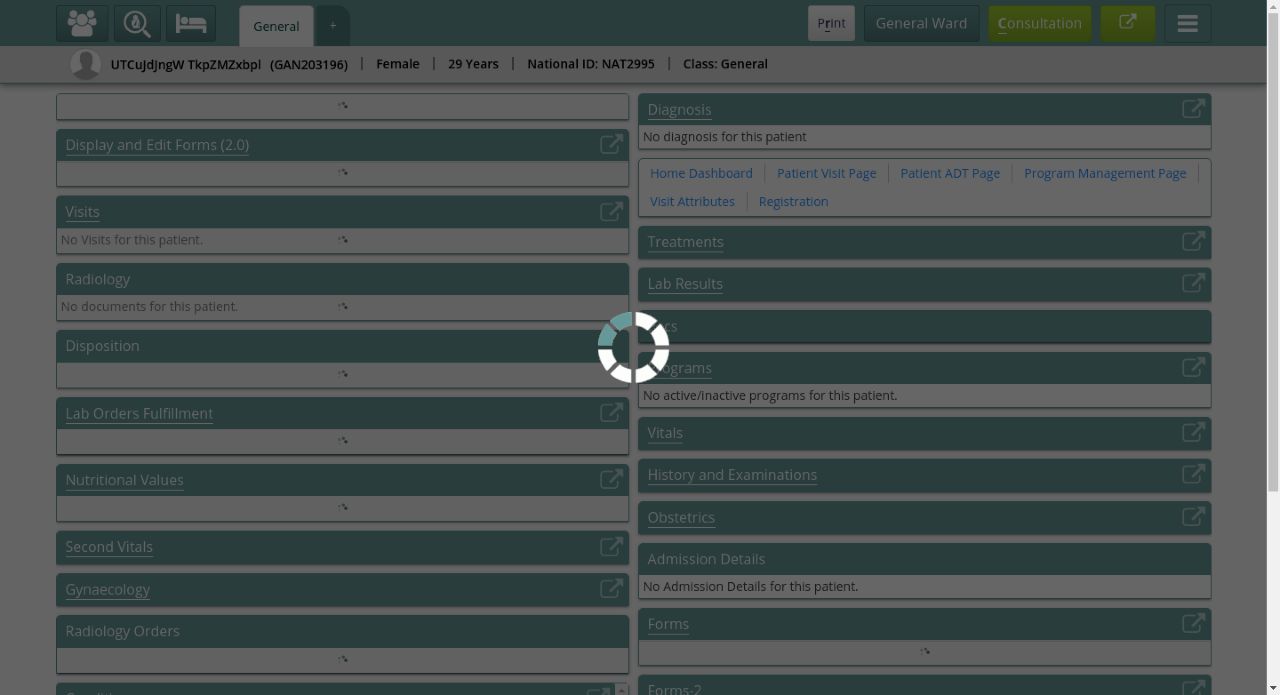 General
+
Print
General Ward
Consultation
UTCuJdJngW TkpZMZxbpl (GAN203196) | Female | 29 Years | National ID: NAT2995 | Class: General
Display and Edit Forms (2.0)
Visits
No Visits for this patient.
Radiology
No documents for this patient.
Disposition
Lab Orders Fulfillment
Nutritional Values
Second Vitals
Gynaecology
Radiology Orders
Diagnosis
No diagnosis for this patient
Home Dashboard | Patient Visit Page | Patient ADT Page | Program Management Page |
Visit Attributes | Registration
Treatments
Lab Results
No active/inactive programs for this patient.
Vitals
History and Examinations
Obstetrics
Admission Details
No Admission Details for this patient.
Forms
Forms-2